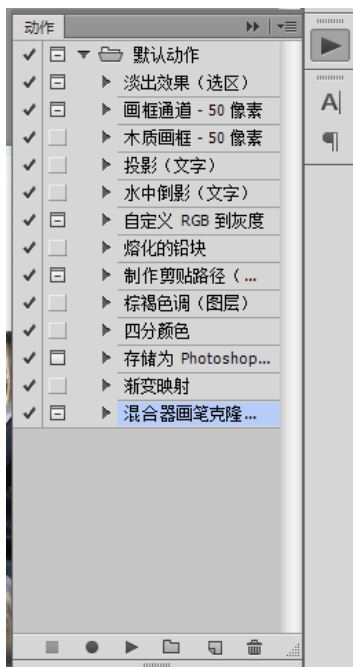 动作
默认动作
淡出效果（选区）
画框通道 - 50 像素
木质画框 - 50 像素
投影（文字）
水中倒影（文字）
自定义 RGB 到灰度
熔化的铅块
制作剪贴路径（ ...
棕褐色调（图层）
四分颜色
存储为 Photoshop...
渐变映射
混合器画笔克隆 ...
A